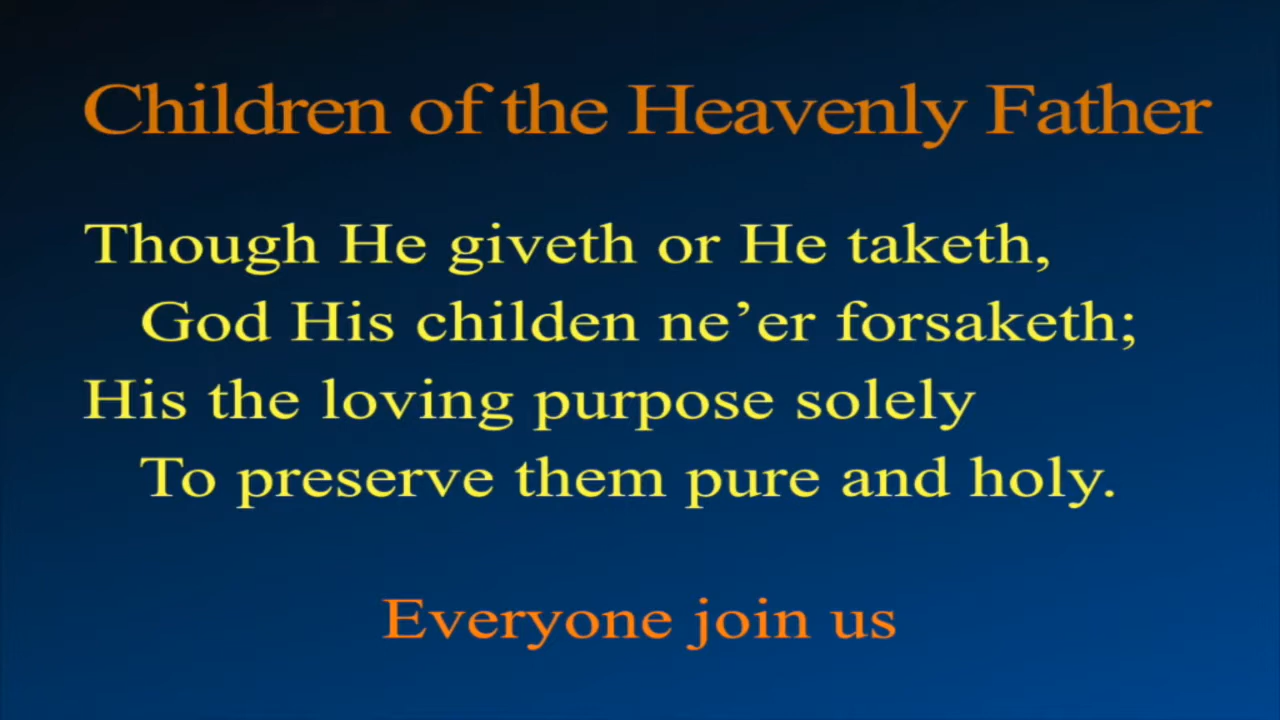 Children of the Heavenly Father
Though He giveth or He taketh,
God His childen ne’er forsaketh;
His the loving purpose solely
To preserve them pure and holy.
Everyone join us